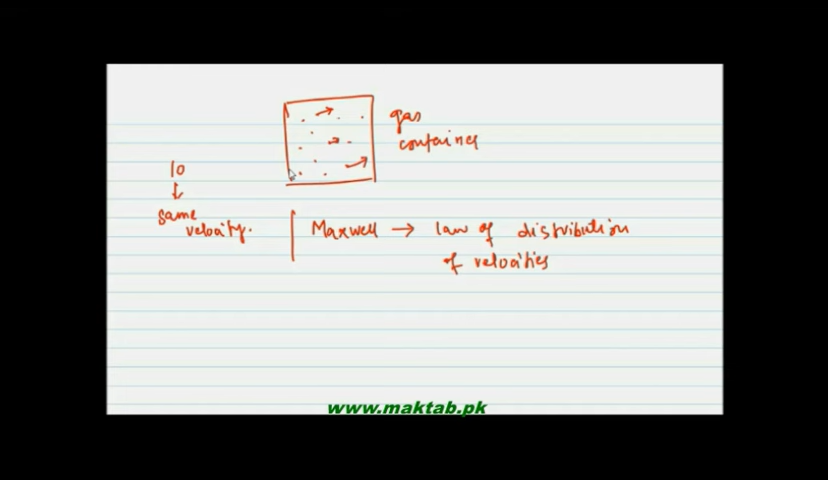 gas
container
10
same
velocity.
Maxwell → law of distribution
of velocities
www.maktab.pk